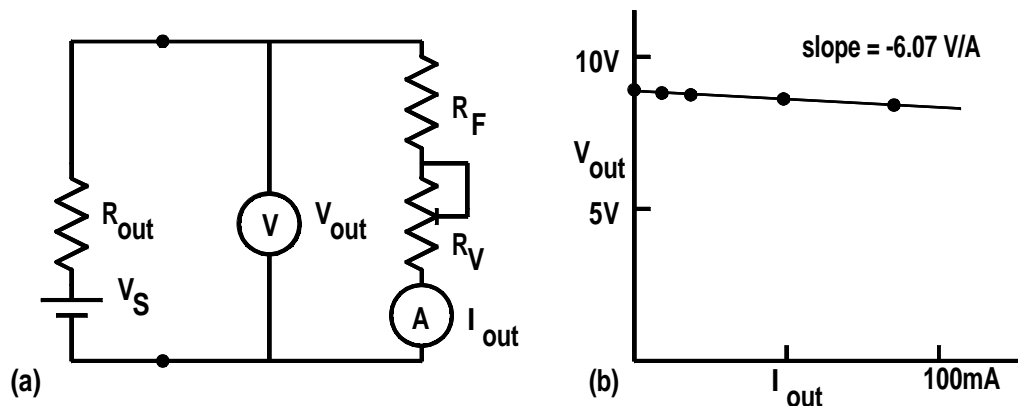 R_F
R_out
V
V_out
R_V
V_S
A
I_out
(a)
slope = -6.07 V/A
10V
V_out
5V
(b)
I_out
100mA